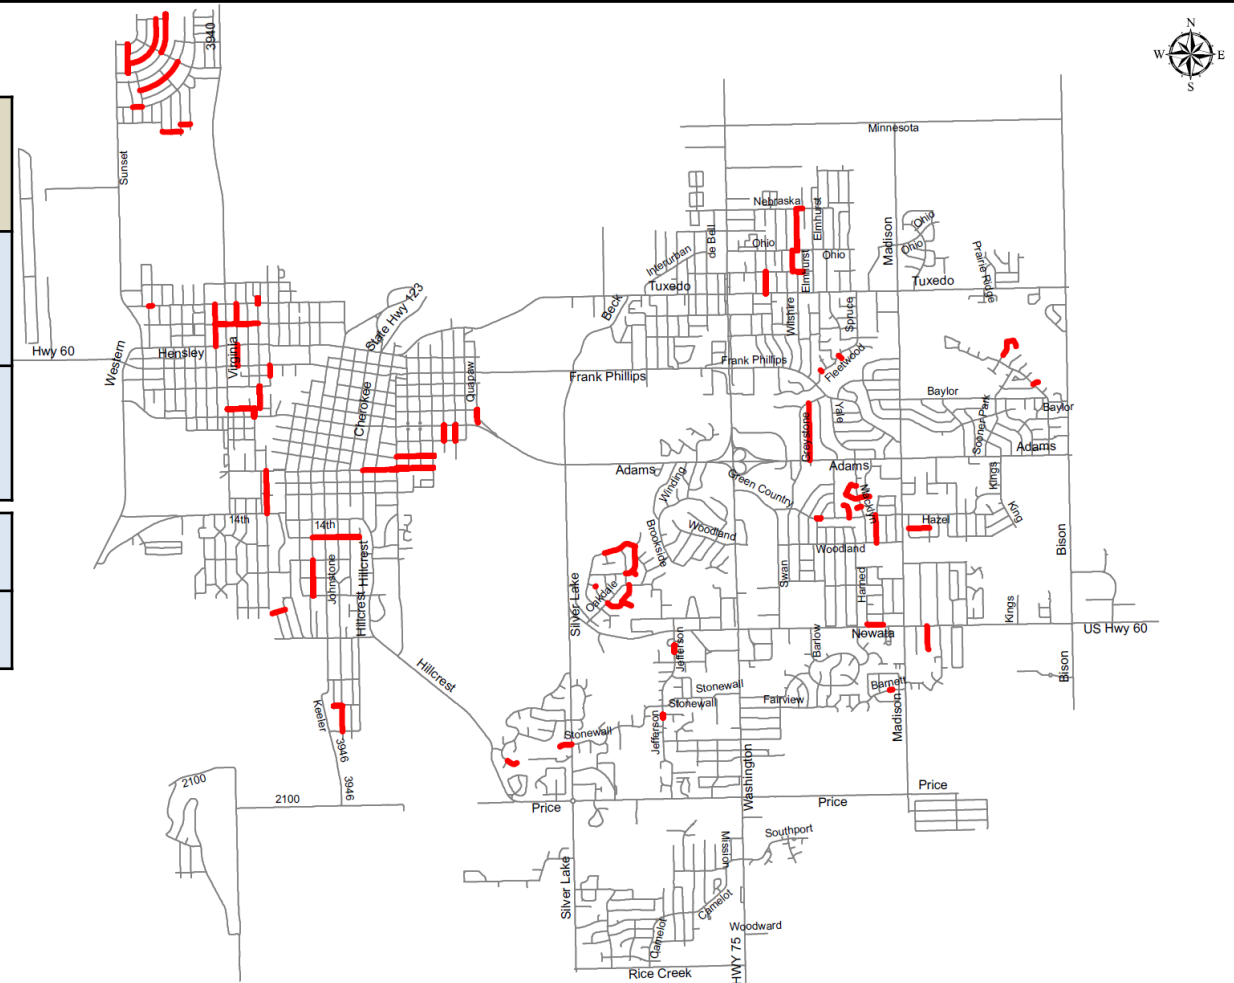 N
W E
S
3940
Minnesota
Sunset
Nebraska
Elmhurst
Ohio
Madison
de Bell
Ohio
Ohio
Ohio
Interurban
Elmhurst
Prairie Ridge
Tuxedo
Tuxedo
State Hwy 123
Beck
Wilshire
Spruce
Hwy 60
Western
Hensley
Virginia
Frank Phillips
Fleetwood
Quapaw
Frank Phillips
Cherokee
Baylor
Sooner Park
Baylor
Yale
Greystone
Adams
Adams
Adams
Winding
Green Country
Kings
Macklyn
King
14th
14th
Brookside
Woodland
Hazel
Woodland
Bison
Hillcrest
Johnstone
Swan
Harned
Oakdale
Silver Lake
Hillcrest
Kings
US Hwy 60
Nowata
Jefferson
Barlow
Bison
Hillcrest
Stonewall
Barnett
Stonewall
Fairview
Keeler
Jefferson
Stonewall
Madison
3946
Washington
2100
3946
2100
Price
Price
Price
Southport
Mission
Silver Lake
Camelot
Camelot
Woodward
HWY 75
Rice Creek